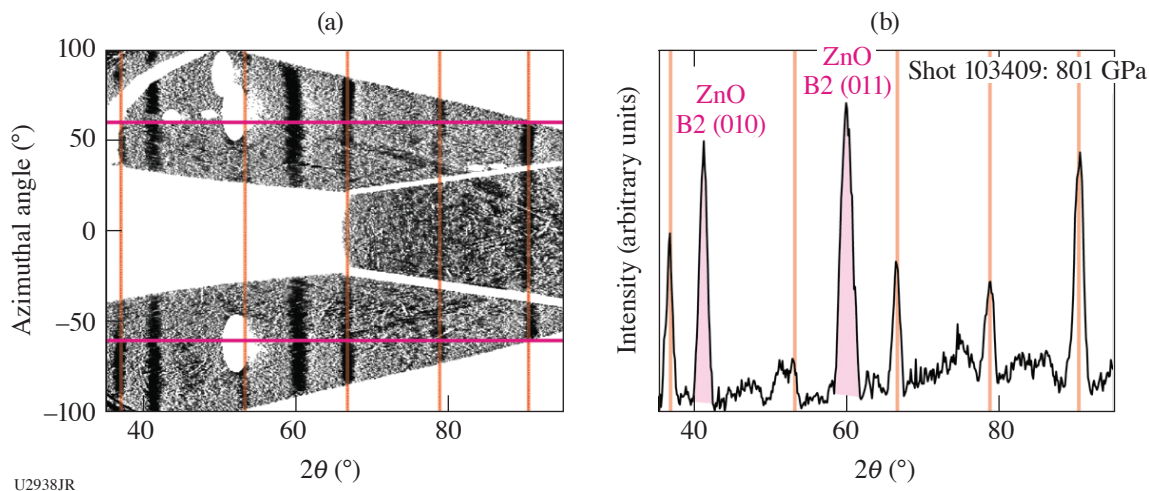 (a)
100
50
0
–50
–100
Azimuthal angle (°)
40
60
80
2θ (°)
U2938JR
(b)
ZnO
B2 (010)
ZnO
B2 (011)
Shot 103409: 801 GPa
Intensity (arbitrary units)
40
60
80
2θ (°)